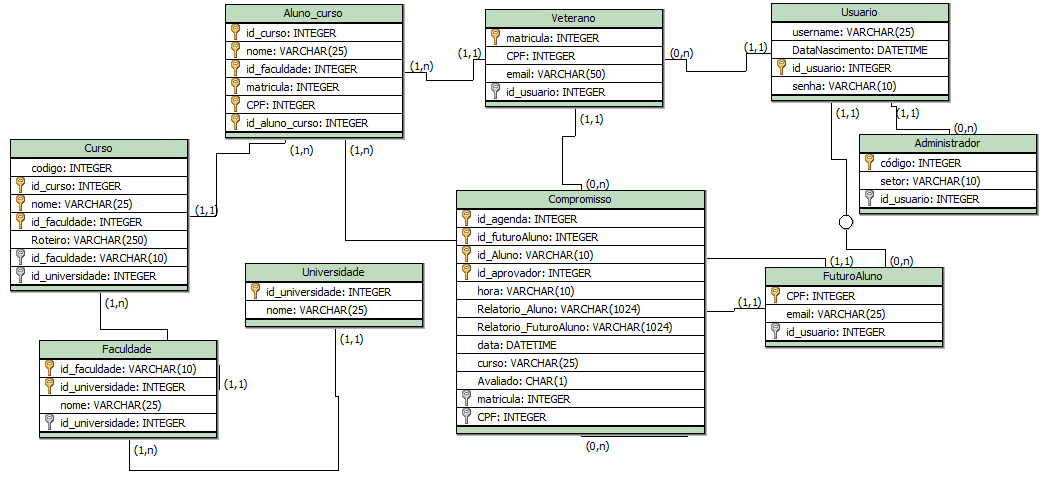 Aluno_curso
id_curso: INTEGER
nome: VARCHAR(25)
id_faculdade: INTEGER
matricula: INTEGER
CPF: INTEGER
id_aluno_curso: INTEGER
(1,n)
(1,1)
Veterano
matricula: INTEGER
CPF: INTEGER
email: VARCHAR(50)
id_usuario: INTEGER
(0,n)
(1,1)
Usuario
username: VARCHAR(25)
DataNascimento: DATETIME
id_usuario: INTEGER
senha: VARCHAR(10)
(1,1)
(1,1)
(0,n)
Administrador
código: INTEGER
setor: VARCHAR(10)
id_usuario: INTEGER
(1,n)
(1,n)
(1,1)
(0,n)
Curso
codigo: INTEGER
id_curso: INTEGER
nome: VARCHAR(25)
id_faculdade: INTEGER
Roteiro: VARCHAR(250)
id_faculdade: VARCHAR(10)
id_universidade: INTEGER
(1,1)
(1,n)
Compromisso
id_agenda: INTEGER
id_futuroAluno: INTEGER
id_Aluno: VARCHAR(10)
id_aprovador: INTEGER
hora: VARCHAR(10)
Relatorio_Aluno: VARCHAR(1024)
Relatorio_FuturoAluno: VARCHAR(1024)
data: DATETIME
curso: VARCHAR(25)
Avaliado: CHAR(1)
matricula: INTEGER
CPF: INTEGER
(0,n)
(1,1)
(0,n)
(1,1)
FuturoAluno
CPF: INTEGER
email: VARCHAR(25)
id_usuario: INTEGER
Universidade
id_universidade: INTEGER
nome: VARCHAR(25)
(1,1)
Faculdade
id_faculdade: VARCHAR(10)
id_universidade: INTEGER
nome: VARCHAR(25)
id_universidade: INTEGER
(1,1)
(1,n)